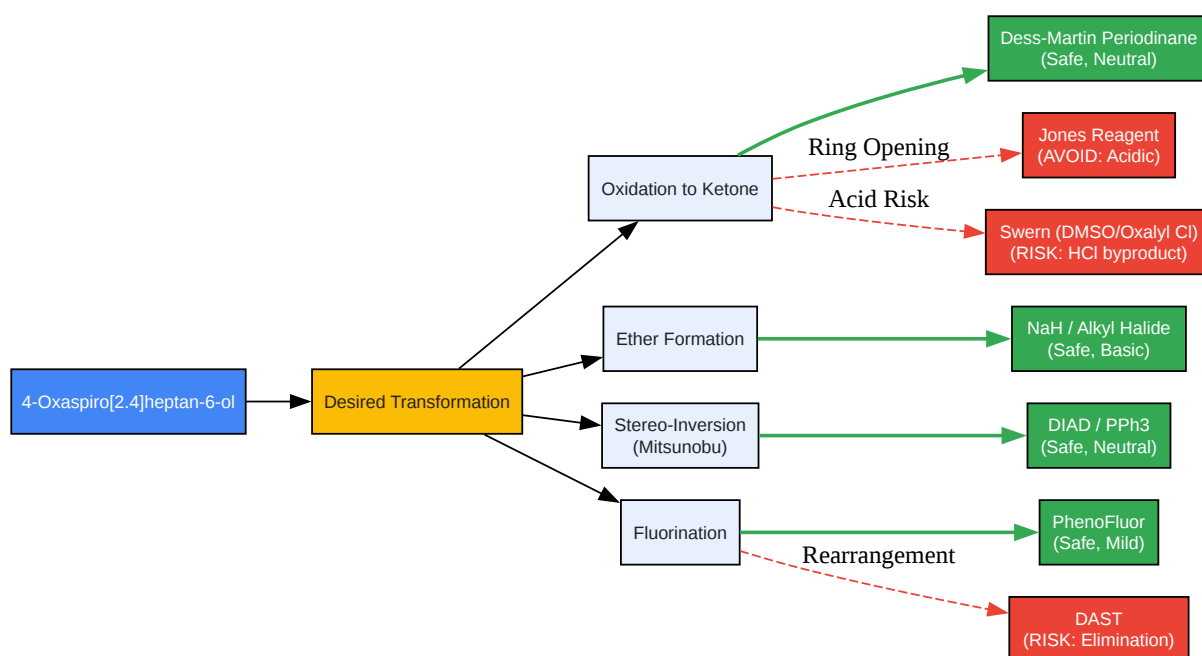 4-Oxaspiro[2.4]heptan-6-ol
Desired Transformation
Oxidation to Ketone
Ether Formation
Stereo-Inversion
(Mitsunobu)
Fluorination
Ring Opening
Acid Risk
Rearrangement
Dess-Martin Periodinane
(Safe, Neutral)
Jones Reagent
(AVOID: Acidic)
Swern (DMSO/Oxalyl Cl)
(RISK: HCl byproduct)
NaH / Alkyl Halide
(Safe, Basic)
DIAD / PPh3
(Safe, Neutral)
PhenoFluor
(Safe, Mild)
DAST
(RISK: Elimination)